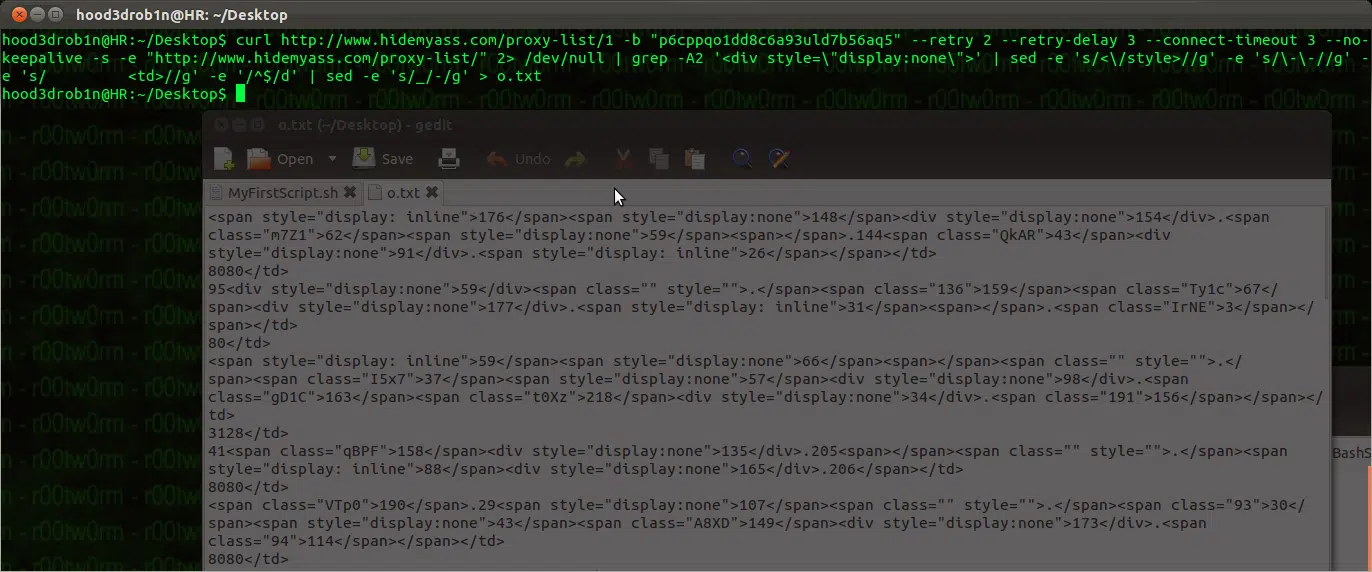 hood3drob1n@HR: ~/Desktop
hood3drob1n@HR:~/Desktop$ curl http://www.hidemyass.com/proxy-list/1 -b "p6cppqo1dd8c6a93uld7b56aq5" --retry 2 --retry-delay 3 --connect-timeout 3 --no-
keepalive -s -e "http://www.hidemyass.com/proxy-list/" 2> /dev/null | grep -A2 '<div style=\"display:none\">' | sed -e 's/<\/style>//g' -e 's/\-\-//g' -
e 's/         <td>//g' -e '/^$/d' | sed -e 's/_/-/g' > o.txt
hood3drob1n@HR:~/Desktop$
o.txt (~/Desktop) - gedit
Open Save Undo
MyFirstScript.sh o.txt
<span style="display: inline">176</span><span style="display:none">148</span><div style="display:none">154</div>.<span
class="m7Z1">62</span><span style="display:none">59</span><span></span>.144<span class="QkAR">43</span><div
style="display:none">91</div>.<span style="display: inline">26</span></span></td>
8080</td>
95<div style="display:none">59</div><span class="" style="">.</span><span class="136">159</span><span class="Ty1c">67</
span><div style="display:none">177</div>.<span style="display: inline">31</span><span></span>.<span class="IrNE">3</span></
span></td>
80</td>
<span style="display: inline">59</span><span style="display:none">66</span><span></span><span class="" style="">.</
span><span class="I5x7">37</span><span style="display:none">57</span><div style="display:none">98</div>.<span
class="gD1C">163</span><span class="t0Xz">218</span><div style="display:none">34</div>.<span class="191">156</span></span></
td>
3128</td>
41<span class="qBPF">158</span><div style="display:none">135</div>.205<span></span><span class="" style="">.</span><span
style="display: inline">88</span><div style="display:none">165</div>.206</span></td>
8080</td>
<span class="VTp0">190</span>.29<span style="display:none">107</span><span class="" style="">.</span><span class="93">30</
span><span style="display:none">43</span><span class="A8XD">149</span><div style="display:none">173</div>.<span
class="94">114</span></span></td>
8080</td>
BashS